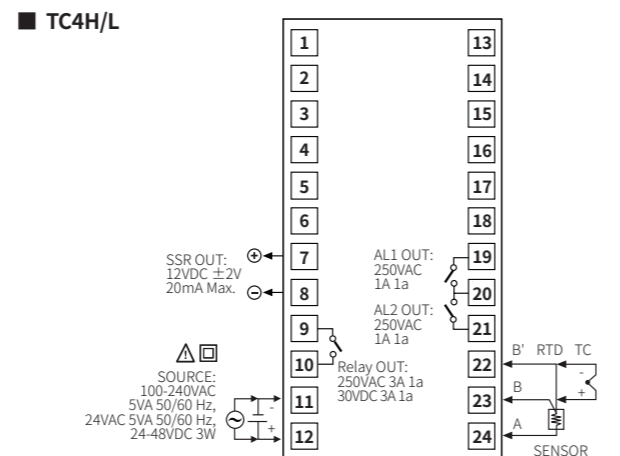 ■ TC4H/L
1
2
3
4
5
6
7
8
9
10
11
12
13
14
15
16
17
18
19
20
21
22
23
24
SSR OUT:
12VDC ±2V
20mA Max.
+
−
SOURCE:
100-240VAC
5VA 50/60 Hz,
24VAC 5VA 50/60 Hz,
24-48VDC 3W
-
+
Relay OUT:
250VAC 3A 1a
30VDC 3A 1a
AL1 OUT:
250VAC
1A 1a
AL2 OUT:
250VAC
1A 1a
B' RTD TC
-
B
+
A
SENSOR